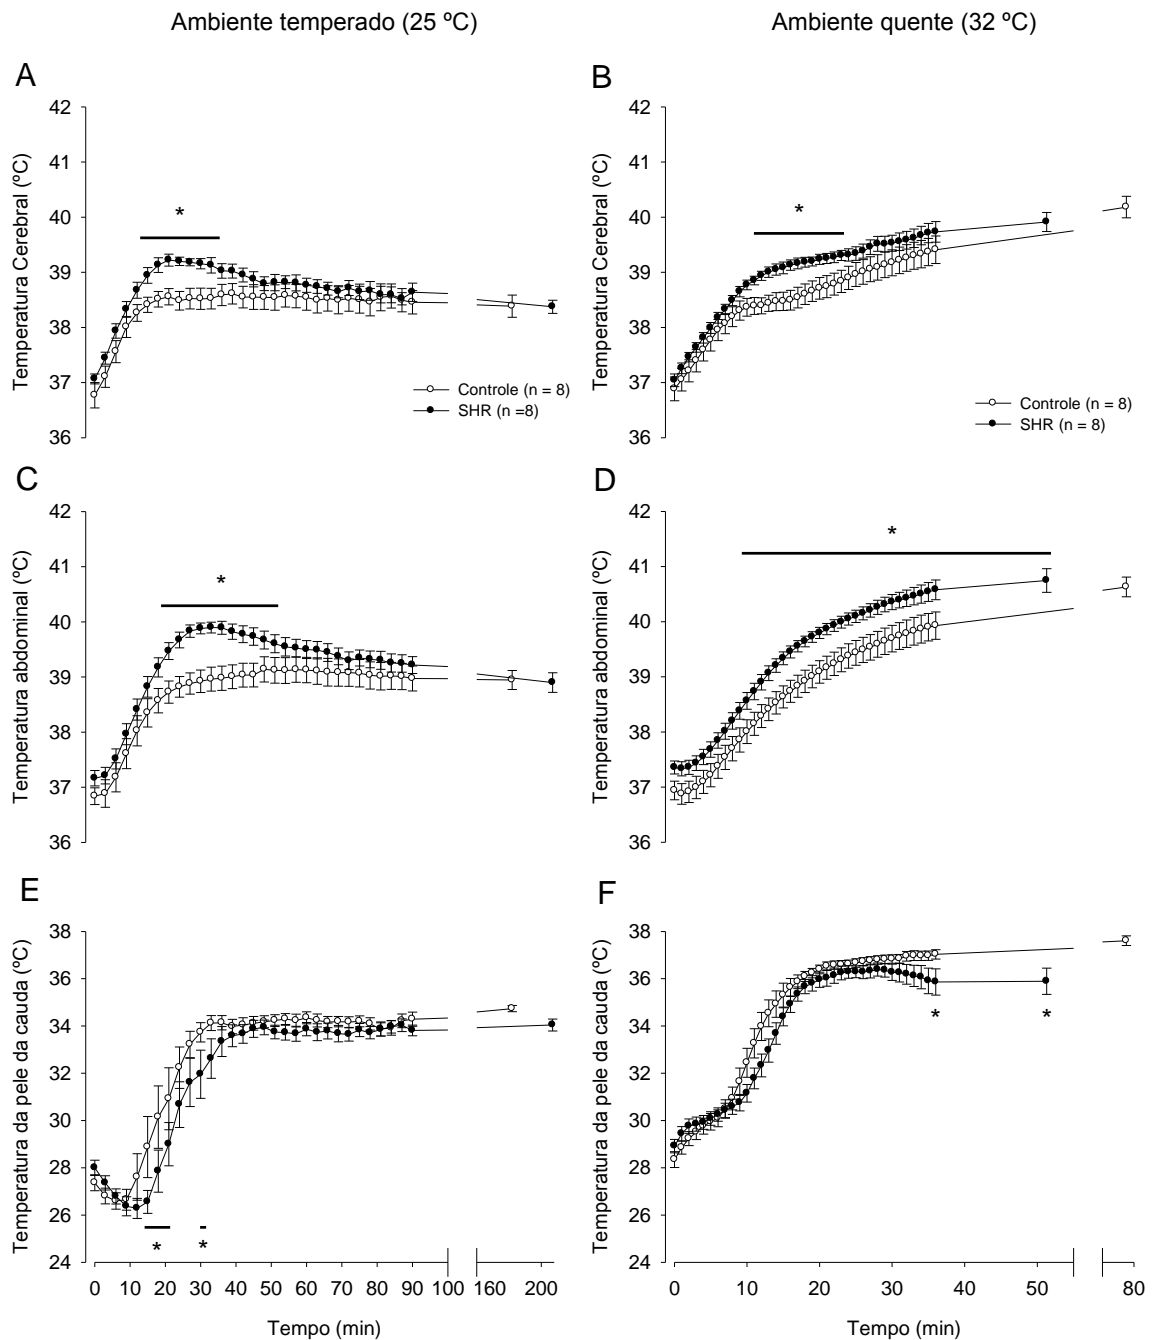 Ambiente temperado (25 ºC)
Ambiente quente (32 ºC)
A
B
Temperatura Cerebral (ºC)
42
41
40
39
38
37
36
*
Controle (n = 8)
SHR (n =8)
Temperatura Cerebral (ºC)
42
41
40
39
38
37
36
*
Controle (n = 8)
SHR (n = 8)
C
D
Temperatura abdominal (ºC)
42
41
40
39
38
37
36
*
Temperatura abdominal (ºC)
42
41
40
39
38
37
36
*
E
F
Temperatura da pele da cauda (ºC)
38
36
34
32
30
28
26
24
* *
0 10 20 30 40 50 60 70 80 90 100 160 200
Tempo (min)
Temperatura da pele da cauda (ºC)
38
36
34
32
30
28
26
24
* *
0 10 20 30 40 50 80
Tempo (min)